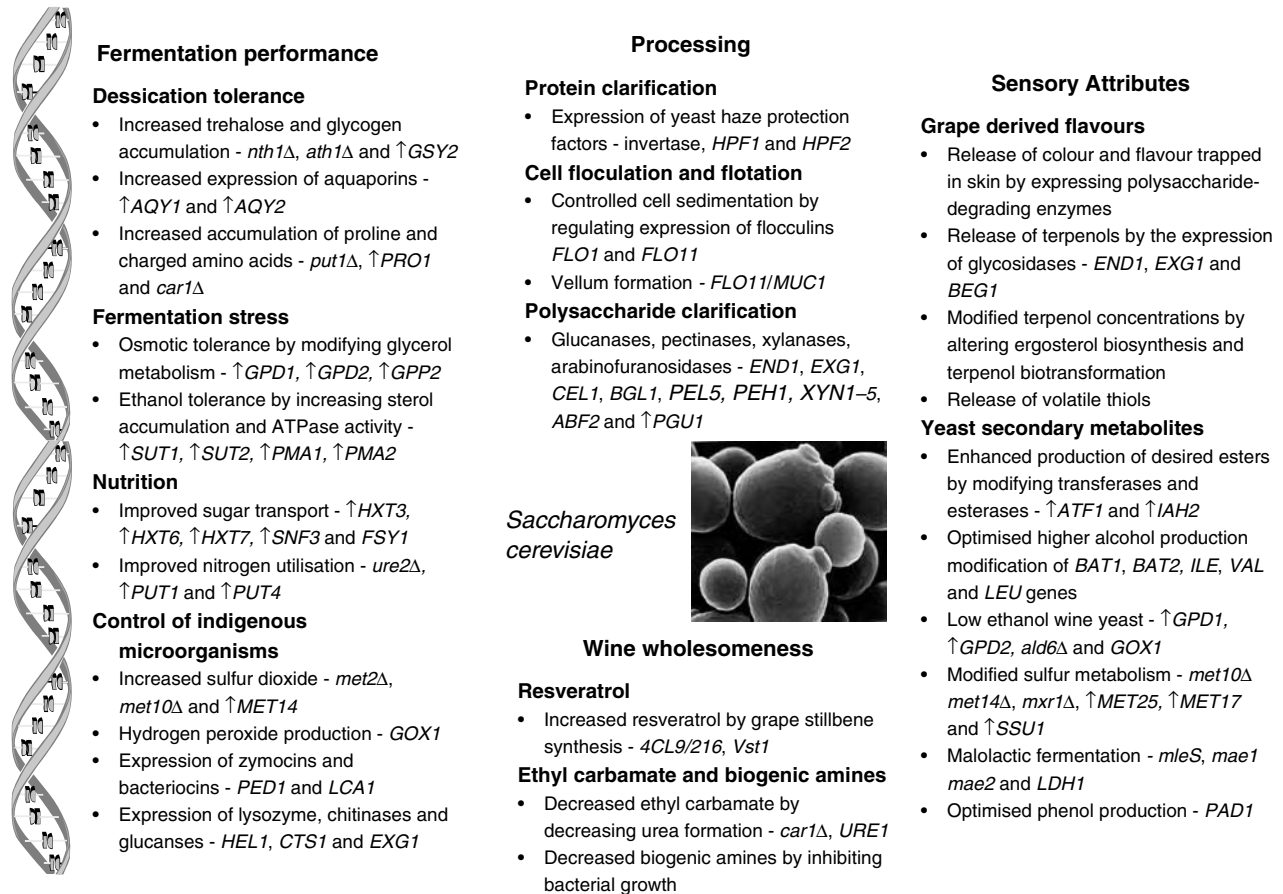 Fermentation performance
Dessication tolerance
• Increased trehalose and glycogen
accumulation - nth1Δ, ath1Δ and ↑GSY2
• Increased expression of aquaporins -
↑AQY1 and ↑AQY2
• Increased accumulation of proline and
charged amino acids - put1Δ, ↑PRO1
and car1Δ
Fermentation stress
• Osmotic tolerance by modifying glycerol
metabolism - ↑GPD1, ↑GPD2, ↑GPP2
• Ethanol tolerance by increasing sterol
accumulation and ATPase activity -
↑SUT1, ↑SUT2, ↑PMA1, ↑PMA2
Nutrition
• Improved sugar transport - ↑HXT3,
↑HXT6, ↑HXT7, ↑SNF3 and FSY1
• Improved nitrogen utilisation - ure2Δ,
↑PUT1 and ↑PUT4
Control of indigenous
microorganisms
• Increased sulfur dioxide - met2Δ,
met10Δ and ↑MET14
• Hydrogen peroxide production - GOX1
• Expression of zymocins and
bacteriocins - PED1 and LCA1
• Expression of lysozyme, chitinases and
glucanses - HEL1, CTS1 and EXG1
Processing
Protein clarification
• Expression of yeast haze protection
factors - invertase, HPF1 and HPF2
Cell floculation and flotation
• Controlled cell sedimentation by
regulating expression of flocculins
FLO1 and FLO11
• Vellum formation - FLO11/MUC1
Polysaccharide clarification
• Glucanases, pectinases, xylanases,
arabinofuranosidases - END1, EXG1,
CEL1, BGL1, PEL5, PEH1, XYN1–5,
ABF2 and ↑PGU1
Saccharomyces
cerevisiae
Wine wholesomeness
Resveratrol
• Increased resveratrol by grape stillbene
synthesis - 4CL9/216, Vst1
Ethyl carbamate and biogenic amines
• Decreased ethyl carbamate by
decreasing urea formation - car1Δ, URE1
• Decreased biogenic amines by inhibiting
bacterial growth
Sensory Attributes
Grape derived flavours
• Release of colour and flavour trapped
in skin by expressing polysaccharide-
degrading enzymes
• Release of terpenols by the expression
of glycosidases - END1, EXG1 and
BEG1
• Modified terpenol concentrations by
altering ergosterol biosynthesis and
terpenol biotransformation
• Release of volatile thiols
Yeast secondary metabolites
• Enhanced production of desired esters
by modifying transferases and
esterases - ↑ATF1 and ↑IAH2
• Optimised higher alcohol production
modification of BAT1, BAT2, ILE, VAL
and LEU genes
• Low ethanol wine yeast - ↑GPD1,
↑GPD2, ald6Δ and GOX1
• Modified sulfur metabolism - met10Δ
met14Δ, mxr1Δ, ↑MET25, ↑MET17
and ↑SSU1
• Malolactic fermentation - mleS, mae1
mae2 and LDH1
• Optimised phenol production - PAD1